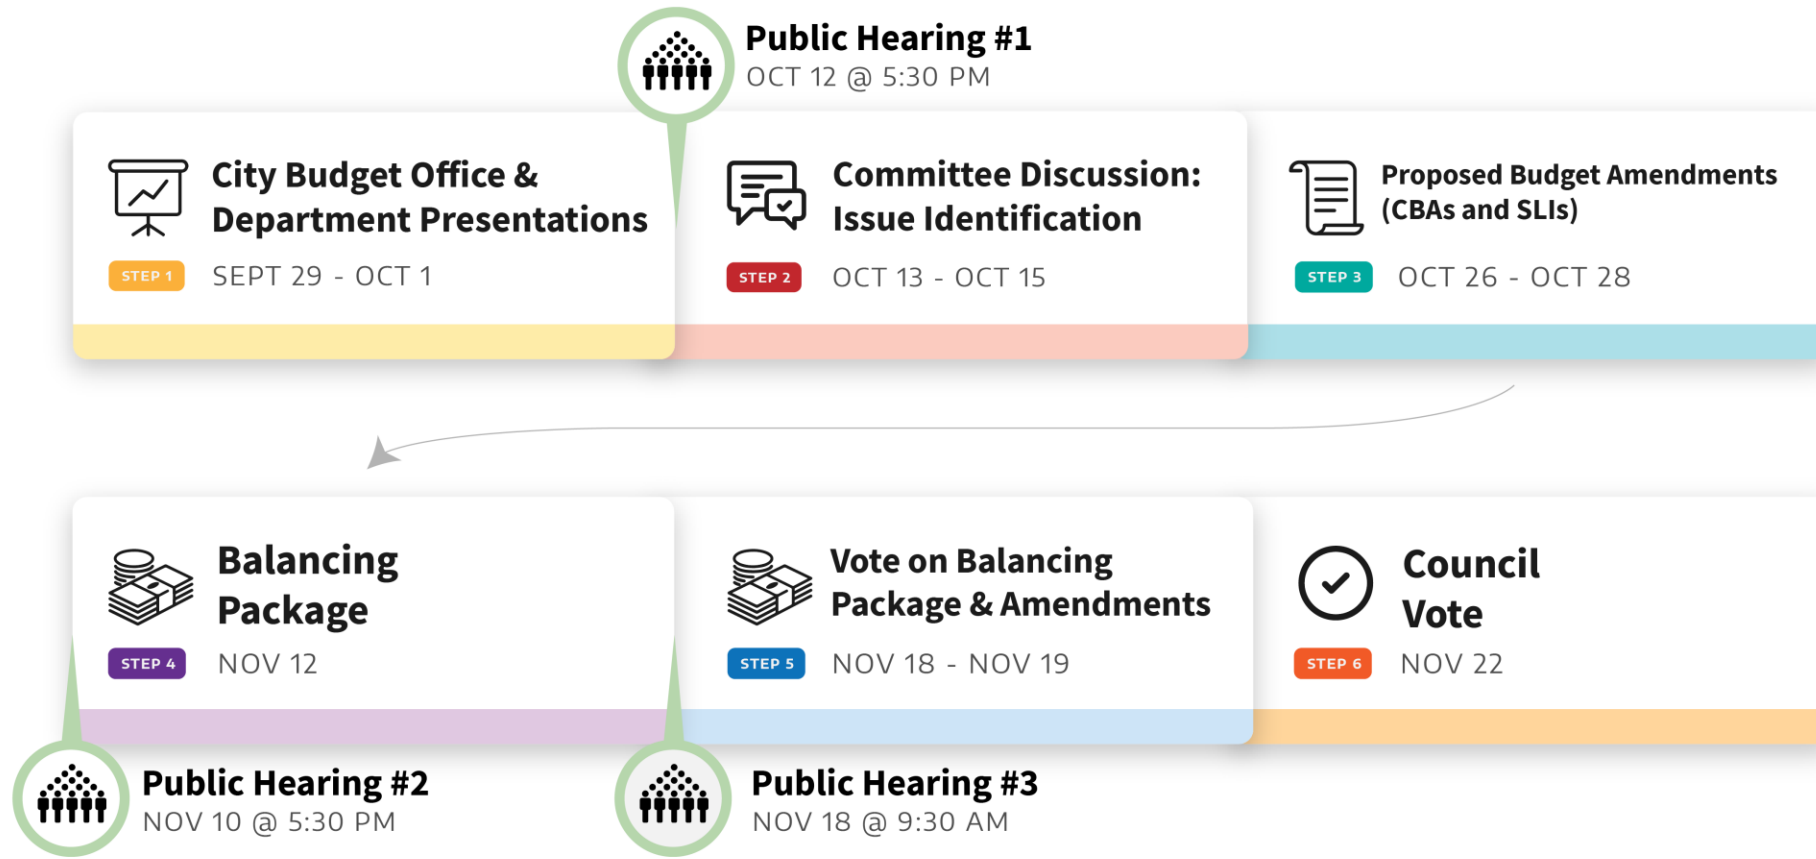 Public Hearing #1
OCT 12 @ 5:30 PM
City Budget Office &
Department Presentations
STEP 1
SEPT 29 - OCT 1
Committee Discussion:
Issue Identification
STEP 2
OCT 13 - OCT 15
Proposed Budget Amendments
(CBAs and SLIs)
STEP 3
OCT 26 - OCT 28
Balancing
Package
STEP 4
NOV 12
Vote on Balancing
Package & Amendments
STEP 5
NOV 18 - NOV 19
Council
Vote
STEP 6
NOV 22
Public Hearing #2
NOV 10 @ 5:30 PM
Public Hearing #3
NOV 18 @ 9:30 AM